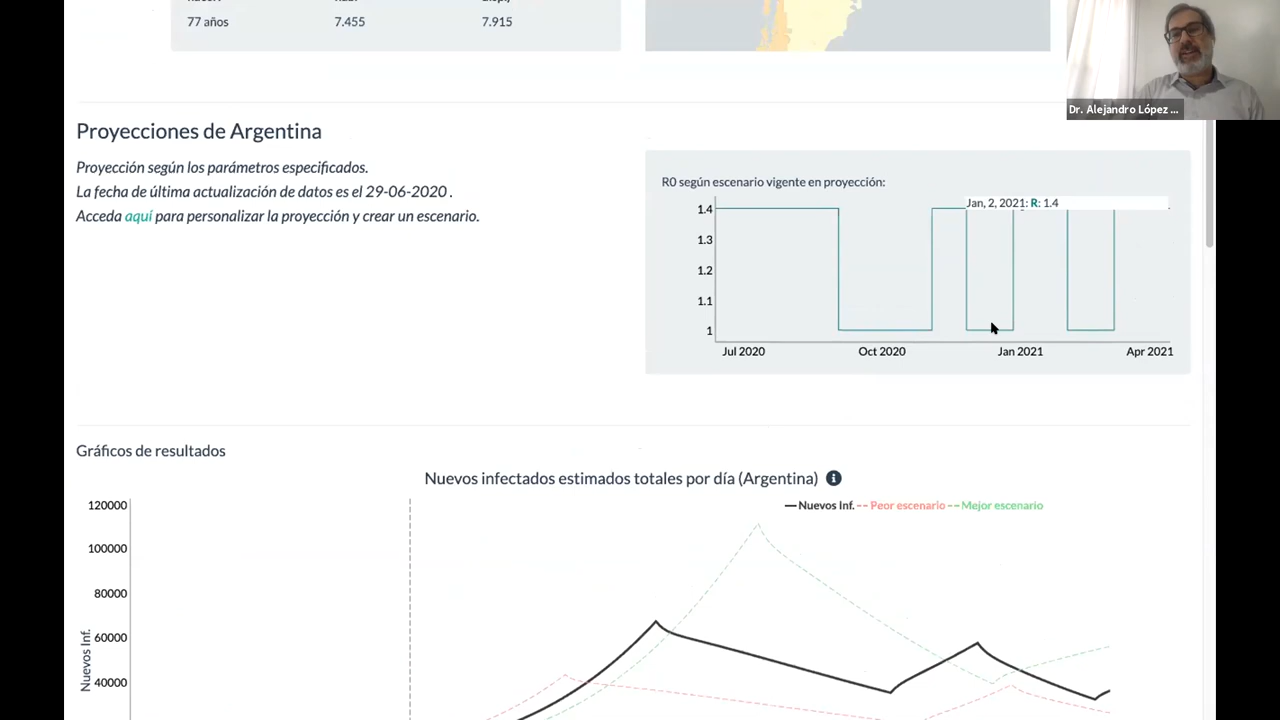 77 años
7.455
7.915
Dr. Alejandro López ...
Proyecciones de Argentina
Proyección según los parámetros especificados.
La fecha de última actualización de datos es el 29-06-2020 .
Acceda aquí para personalizar la proyección y crear un escenario.
R0 según escenario vigente en proyección:
Jan, 2, 2021: R: 1.4
1.4
1.3
1.2
1.1
1
Jul 2020
Oct 2020
Jan 2021
Apr 2021
Gráficos de resultados
Nuevos infectados estimados totales por día (Argentina)
Nuevos Inf. Peor escenario Mejor escenario
120000
100000
80000
60000
40000
Nuevos Inf.